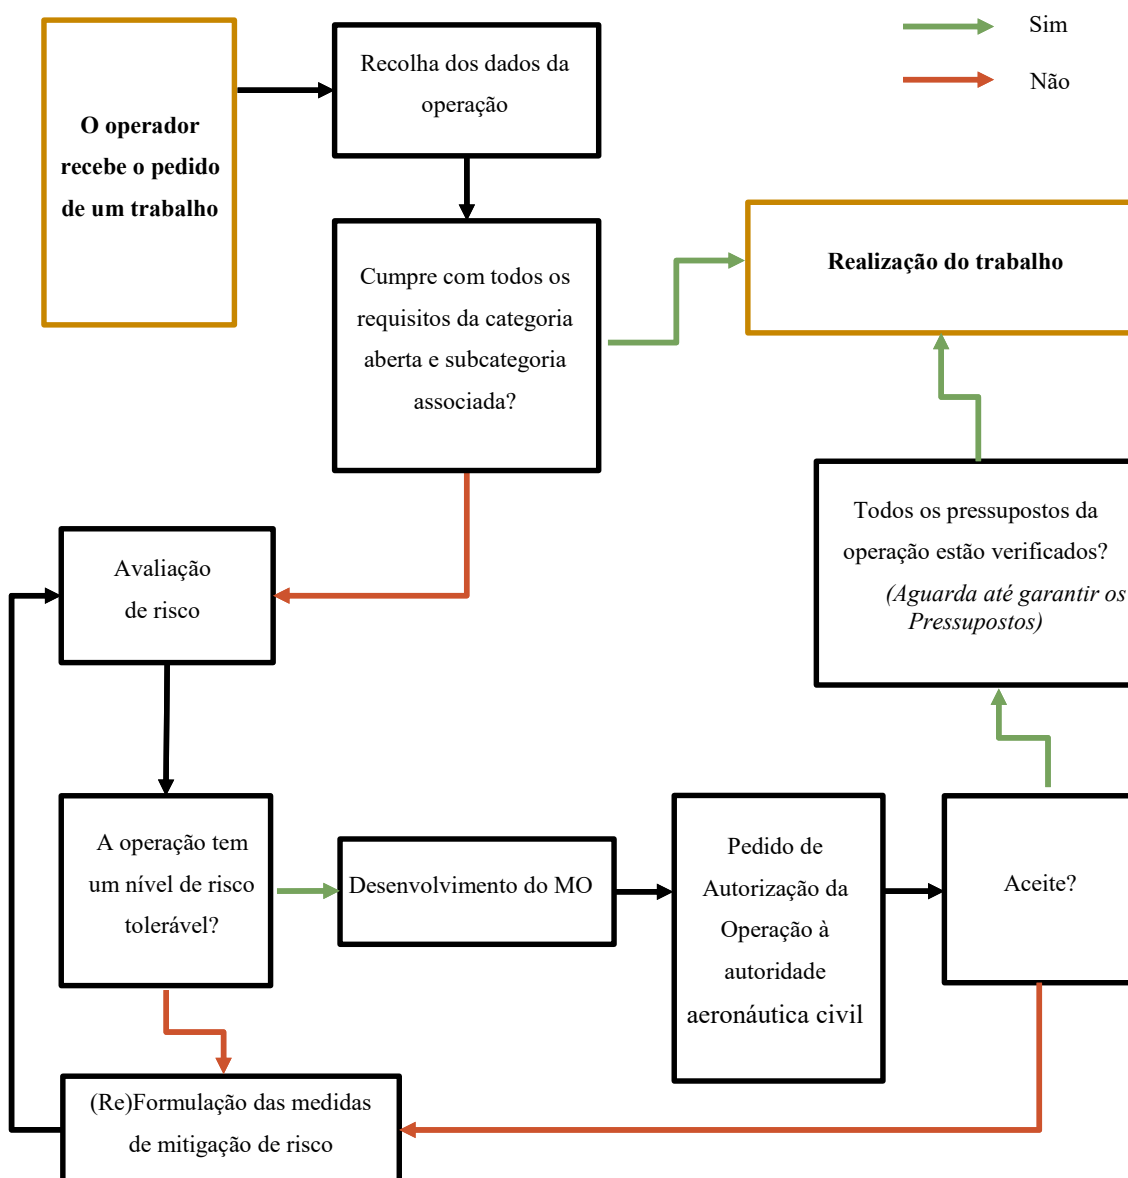 Sim
Não
O operador
recebe o pedido
de um trabalho
Recolha dos dados da
operação
Cumpre com todos os
requisitos da categoria
aberta e subcategoria
associada?
Realização do trabalho
Todos os pressupostos da
operação estão verificados?
(Aguarda até garantir os
Pressupostos)
Avaliação
de risco
A operação tem
um nível de risco
tolerável?
Desenvolvimento do MO
Pedido de
Autorização da
Operação à
autoridade
aeronáutica civil
Aceite?
(Re)Formulação das medidas
de mitigação de risco